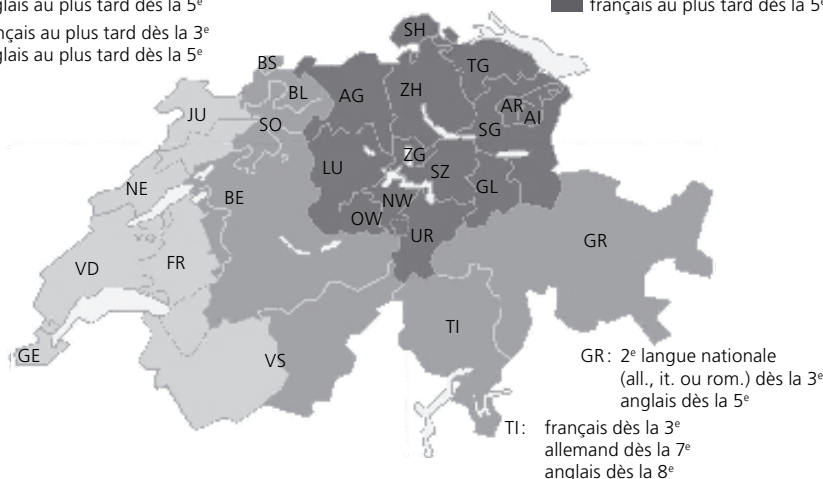 glais au plus tard dès la 5ᵉ
nçais au plus tard dès la 3ᵉ
glais au plus tard dès la 5ᵉ
français au plus tard dès la 5ᵉ
SH
BS
TG
BL
AG
ZH
JU
AR
AI
SO
SG
ZG
LU
SZ
NE
GL
BE
NW
OW
UR
GR
VD
FR
TI
GE
VS
GR: 2ᵉ langue nationale
(all., it. ou rom.) dès la 3ᵉ
anglais dès la 5ᵉ
TI: français dès la 3ᵉ
allemand dès la 7ᵉ
anglais dès la 8ᵉ